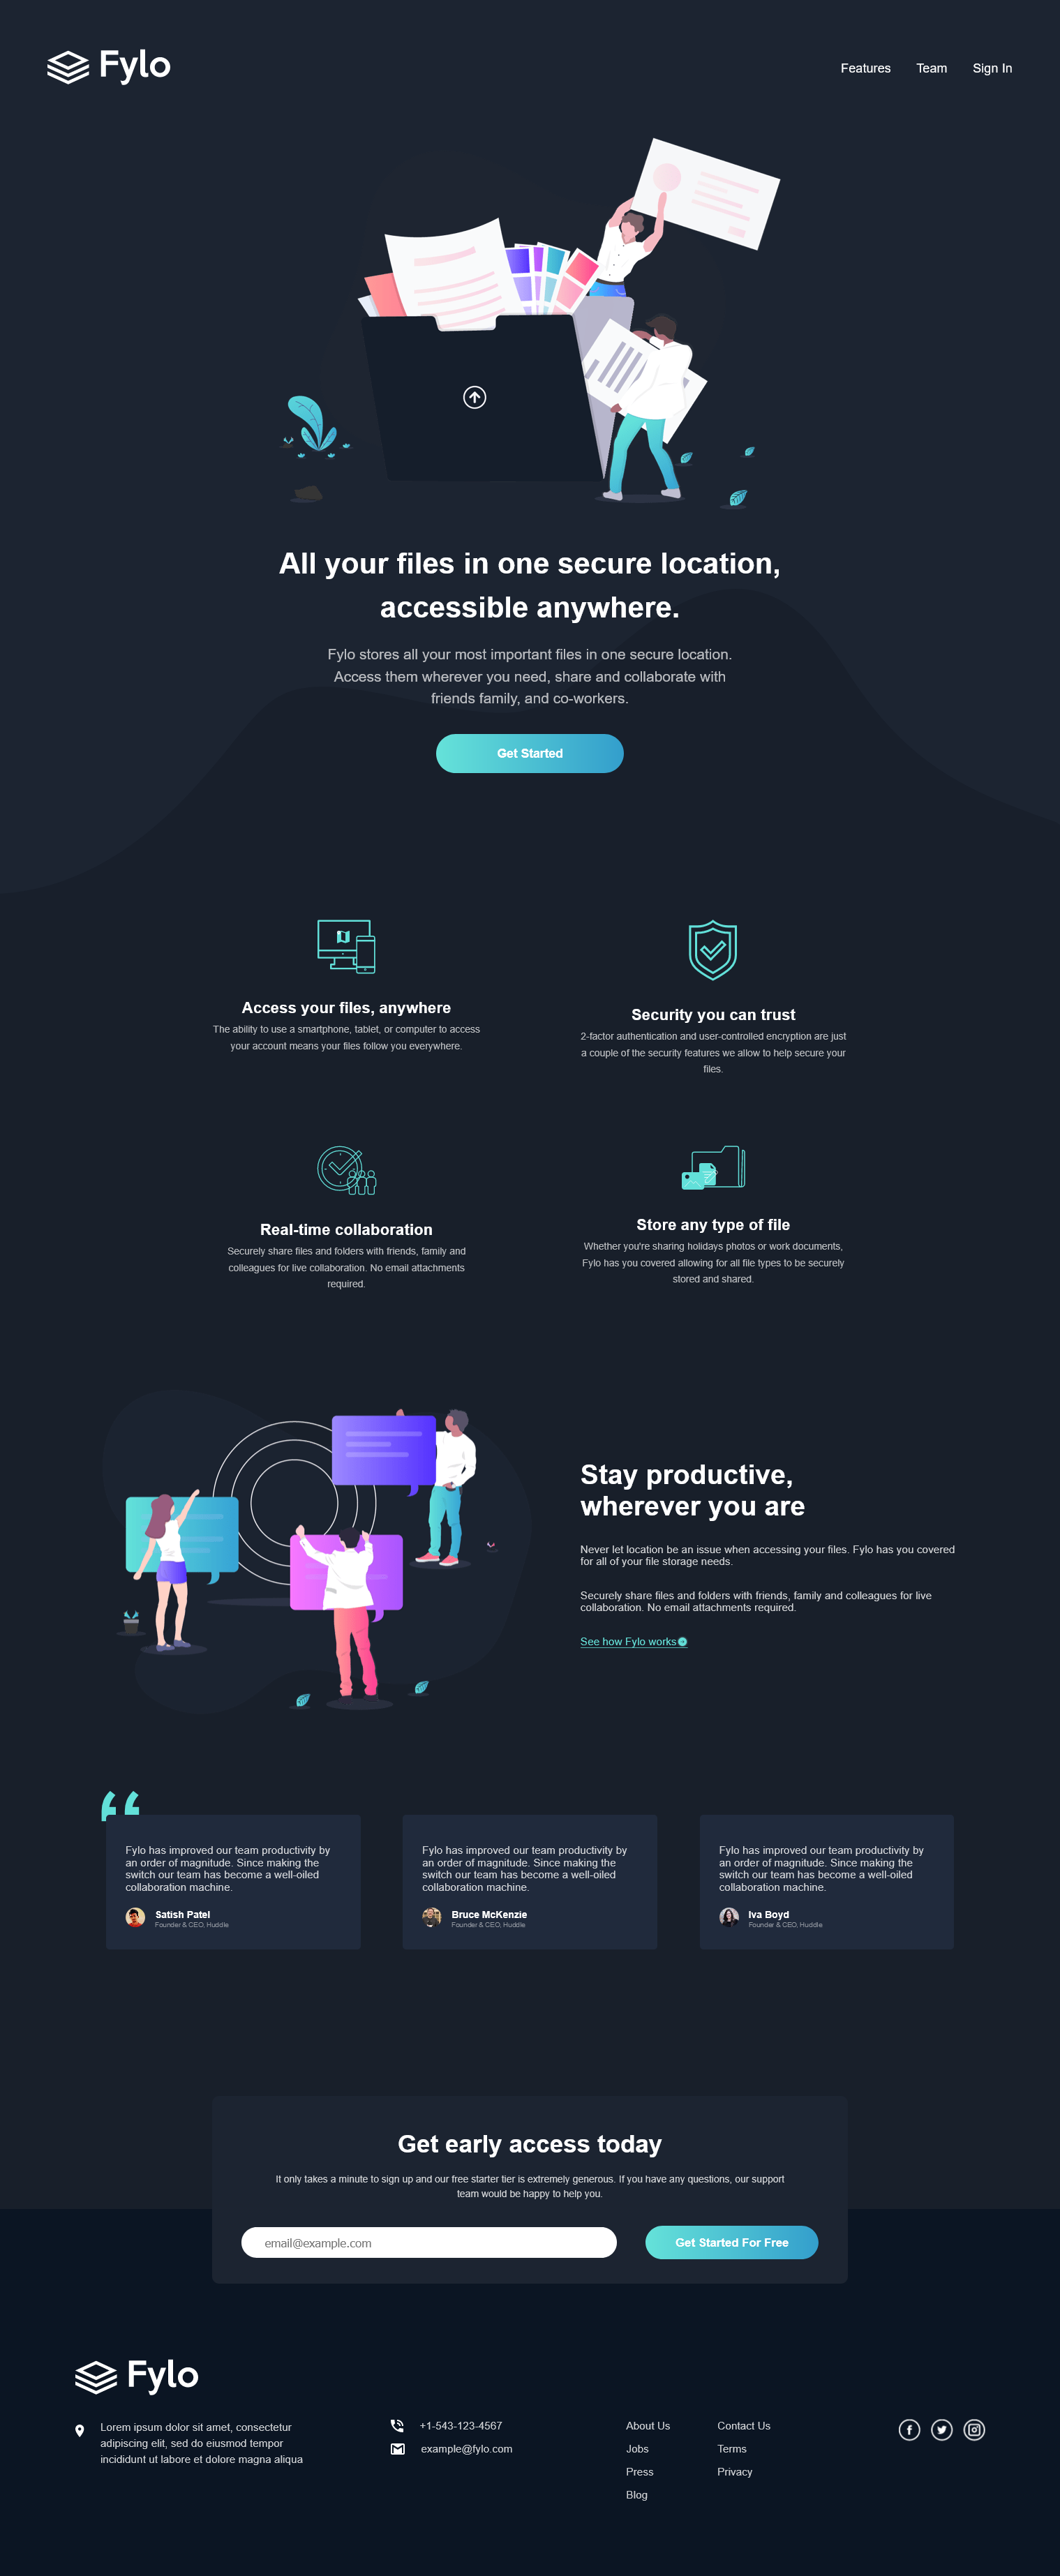 Fylo
Features
Team
Sign In
All your files in one secure location,
accessible anywhere.
Fylo stores all your most important files in one secure location.
Access them wherever you need, share and collaborate with
friends family, and co-workers.
Get Started
Access your files, anywhere
The ability to use a smartphone, tablet, or computer to access
your account means your files follow you everywhere.
Security you can trust
2-factor authentication and user-controlled encryption are just
a couple of the security features we allow to help secure your
files.
Real-time collaboration
Securely share files and folders with friends, family and
colleagues for live collaboration. No email attachments
required.
Store any type of file
Whether you're sharing holidays photos or work documents,
Fylo has you covered allowing for all file types to be securely
stored and shared.
Stay productive,
wherever you are
Never let location be an issue when accessing your files. Fylo has you covered
for all of your file storage needs.
Securely share files and folders with friends, family and colleagues for live
collaboration. No email attachments required.
See how Fylo works
Fylo has improved our team productivity by
an order of magnitude. Since making the
switch our team has become a well-oiled
collaboration machine.
Satish Patel
Founder & CEO, Huddle
Fylo has improved our team productivity by
an order of magnitude. Since making the
switch our team has become a well-oiled
collaboration machine.
Bruce McKenzie
Founder & CEO, Huddle
Fylo has improved our team productivity by
an order of magnitude. Since making the
switch our team has become a well-oiled
collaboration machine.
Iva Boyd
Founder & CEO, Huddle
Get early access today
It only takes a minute to sign up and our free starter tier is extremely generous. If you have any questions, our support
team would be happy to help you.
email@example.com
Get Started For Free
Fylo
Lorem ipsum dolor sit amet, consectetur
adipiscing elit, sed do eiusmod tempor
incididunt ut labore et dolore magna aliqua
+1-543-123-4567
example@fylo.com
About Us
Jobs
Press
Blog
Contact Us
Terms
Privacy